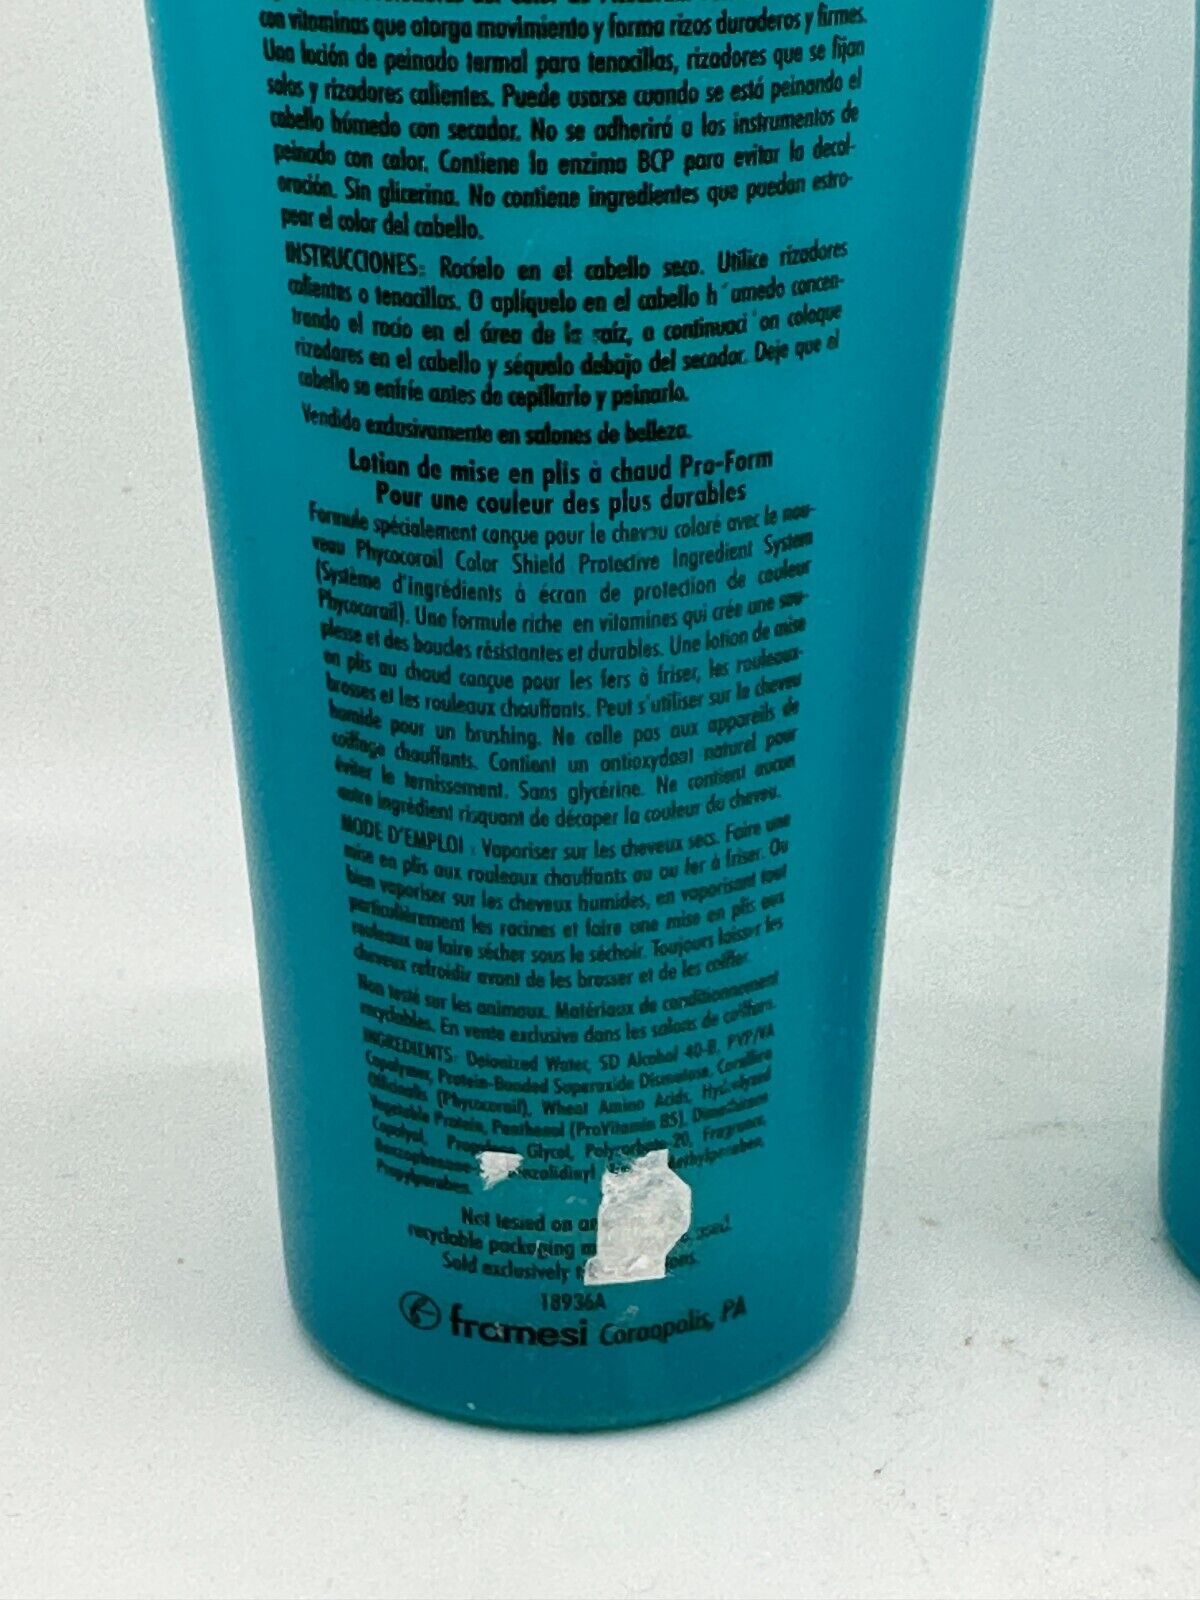 con vitaminas que otorga movimiento y forma rizos duraderos y firmes.
Una loción de peinado termal para tenacillas, rizadores que se fijan
solos y rizadores calientes. Puede usarse cuando se está peinando el
cabello húmedo con secador. No se adherirá a los instrumentos de
peinado con calor. Contiene la enzima BCP para evitar la decol-
oración. Sin glicerina. No contiene ingredientes que puedan estro-
pear el color del cabello.
INSTRUCCIONES: Rocíelo en el cabello seco. Utilice rizadores
calientes o tenacillas. O aplíquelo en el cabello h´umedo concen-
trando el rocío en el área de la raíz, a continuaci´on coloque
rizadores en el cabello y séquelo debajo del secador. Deje que el
cabello se enfríe antes de cepillarlo y peinarlo.
Vendido exclusivamente en salones de belleza.
Lotion de mise en plis à chaud Pro-Form
Pour une couleur des plus durables
Formule spécialement conçue pour le cheveu coloré avec le nou-
veau Phycocorail Color Shield Protective Ingredient System
(Système d'ingrédients à écran de protection de couleur
Phycocorail). Une formule riche en vitamines qui crée une sou-
plesse et des boucles résistantes et durables. Une lotion de mise
en plis au chaud conçue pour les fers à friser, les rouleaux-
brosses et les rouleaux chauffants. Peut s'utiliser sur le cheveu
humide pour un brushing. Ne colle pas aux appareils de
coiffage chauffants. Contient un antioxydant naturel pour
éviter le ternissement. Sans glycérine. Ne contient aucun
autre ingrédient risquant de décaper la couleur du cheveu.
MODE D'EMPLOI : Vaporiser sur les cheveux secs. Faire une
mise en plis aux rouleaux chauffants ou au fer à friser. Ou
bien vaporiser sur les cheveux humides, en vaporisant tout
particulièrement les racines et faire une mise en plis aux
rouleaux ou faire sécher sous le séchoir. Toujours laisser les
cheveux refroidir avant de les brosser et de les coiffer.
Non testé sur les animaux. Matériaux de conditionnement
recyclables. En vente exclusive dans les salons de coiffure.
INGREDIENTS: Deionized Water, SD Alcohol 40-B, PVP/VA
Copolymer, Protein-Bonded Superoxide Dismutase, Coralline
Officinalis (Phycocorail), Wheat Amino Acids, Hydrolyzed
Vegetable Protein, Panthenol (ProVitamin B5), Dimethicone
Copolyol, Propylene Glycol, Polysorbate-20, Fragrance,
Benzophenone- Methylparaben,
Propylparaben.
Not tested on
recyclable packaging used.
Sold exclusively
18936A
framesi Coraopolis, PA